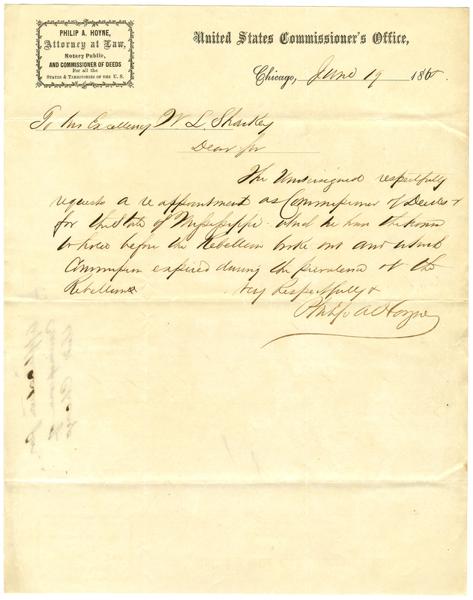 PHILIP A. HOYNE,
Attorney at Law,
Notary Public,
AND COMMISSIONER OF DEEDS
For all the
STATES & TERRITORIES OF THE U. S.
United States Commissioner's Office,
Chicago, June 19 1865
To His Excellency W L Sharkey
Dear Sir
The Undersigned respectfully
requests a re appointment as Commissioner of Deeds &
for the State of Mississippi which he had the honor
to hold before the Rebellion broke out and which
Commission expired during the prevalence of the
Rebellion Very Respectfully &
Philip A Hoyne